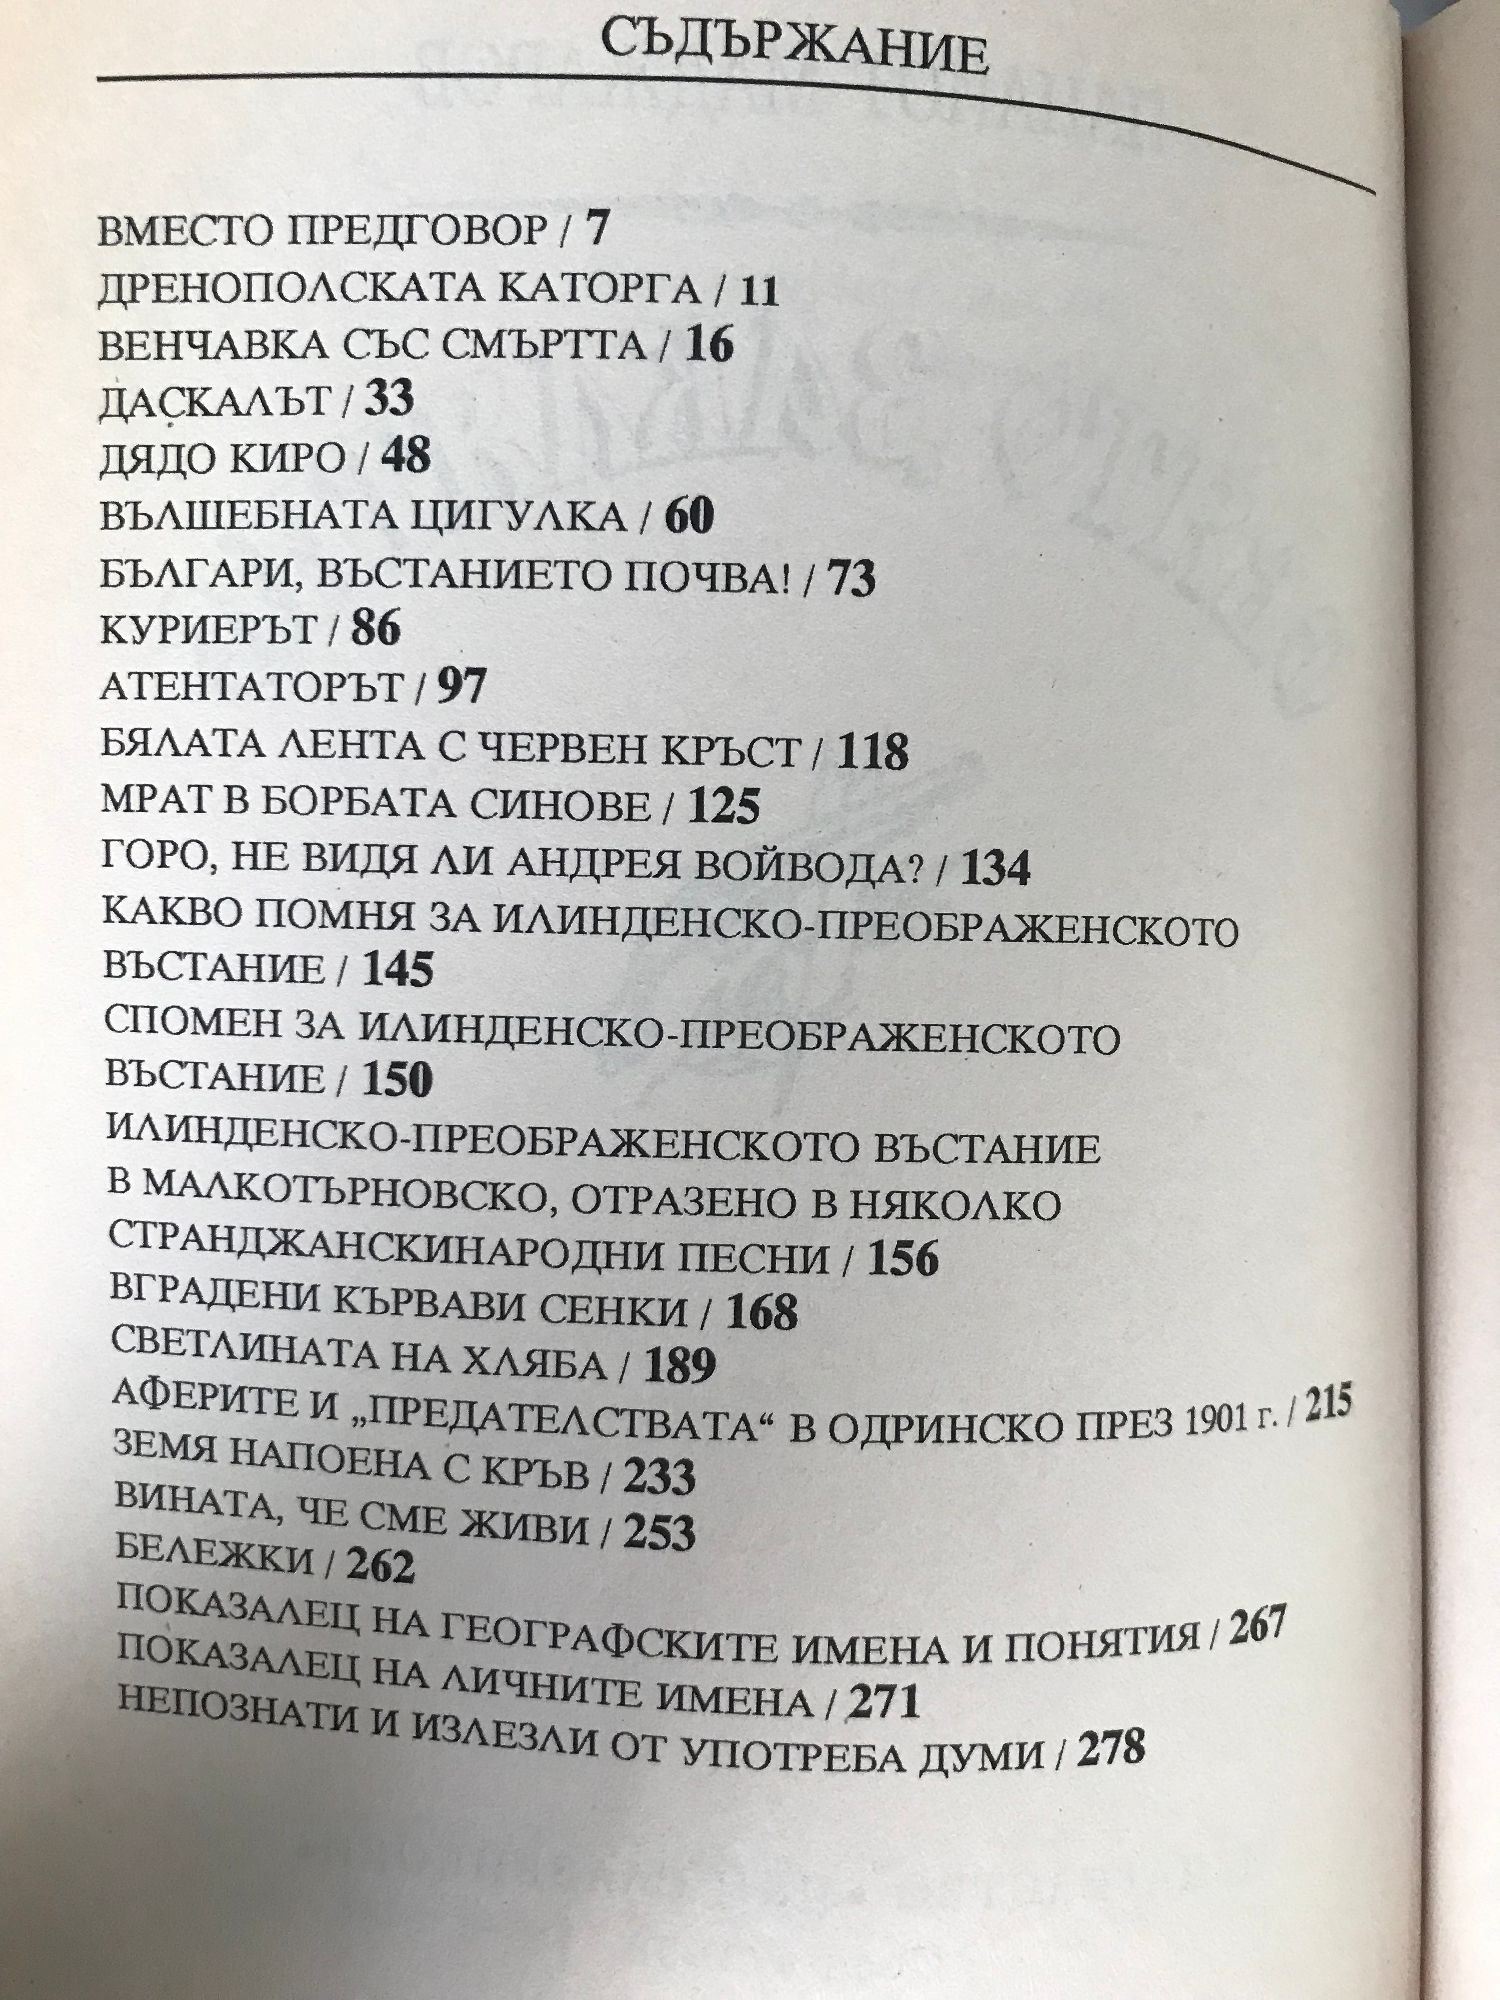 СЪДЪРЖАНИЕ
ВМЕСТО ПРЕДГОВОР / 7
ДРЕНОПОЛСКАТА КАТОРГА / 11
ВЕНЧАВКА СЪС СМЪРТТА / 16
ДАСКАЛЪТ / 33
ДЯДО КИРО / 48
ВЪЛШЕБНАТА ЦИГУЛКА / 60
БЪЛГАРИ, ВЪСТАНИЕТО ПОЧВА! / 73
КУРИЕРЪТ / 86
АТЕНТАТОРЪТ / 97
БЯЛАТА ЛЕНТА С ЧЕРВЕН КРЪСТ / 118
МРАТ В БОРБАТА СИНОВЕ / 125
ГОРО, НЕ ВИДЯ ЛИ АНДРЕЯ ВОЙВОДА? / 134
КАКВО ПОМНЯ ЗА ИЛИНДЕНСКО-ПРЕОБРАЖЕНСКОТО
ВЪСТАНИЕ / 145
СПОМЕН ЗА ИЛИНДЕНСКО-ПРЕОБРАЖЕНСКОТО
ВЪСТАНИЕ / 150
ИЛИНДЕНСКО-ПРЕОБРАЖЕНСКОТО ВЪСТАНИЕ
В МАЛКОТЪРНОВСКО, ОТРАЗЕНО В НЯКОЛКО
СТРАНДЖАНСКИНАРОДНИ ПЕСНИ / 156
ВГРАДЕНИ КЪРВАВИ СЕНКИ / 168
СВЕТЛИНАТА НА ХЛЯБА / 189
АФЕРИТЕ И „ПРЕДАТЕЛСТВАТА“ В ОДРИНСКО ПРЕЗ 1901 г. / 215
ЗЕМЯ НАПОЕНА С КРЪВ / 233
ВИНАТА, ЧЕ СМЕ ЖИВИ / 253
БЕЛЕЖКИ / 262
ПОКАЗАЛЕЦ НА ГЕОГРАФСКИТЕ ИМЕНА И ПОНЯТИЯ / 267
ПОКАЗАЛЕЦ НА ЛИЧНИТЕ ИМЕНА / 271
НЕПОЗНАТИ И ИЗЛЕЗЛИ ОТ УПОТРЕБА ДУМИ / 278